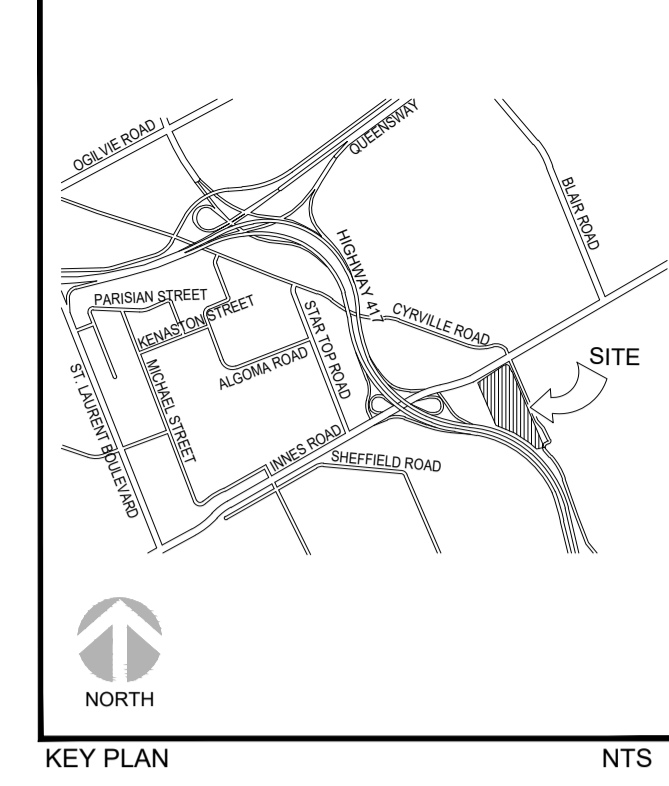 OGILVIE ROAD
QUEENSWAY
BLAIR ROAD
HIGHWAY 417
PARISIAN STREET
KENASTON STREET
CYRVILLE ROAD
STAR TOP ROAD
SITE
ALGOMA ROAD
MICHAEL STREET
ST. LAURENT BOULEVARD
INNES ROAD
SHEFFIELD ROAD
NORTH
KEY PLAN NTS